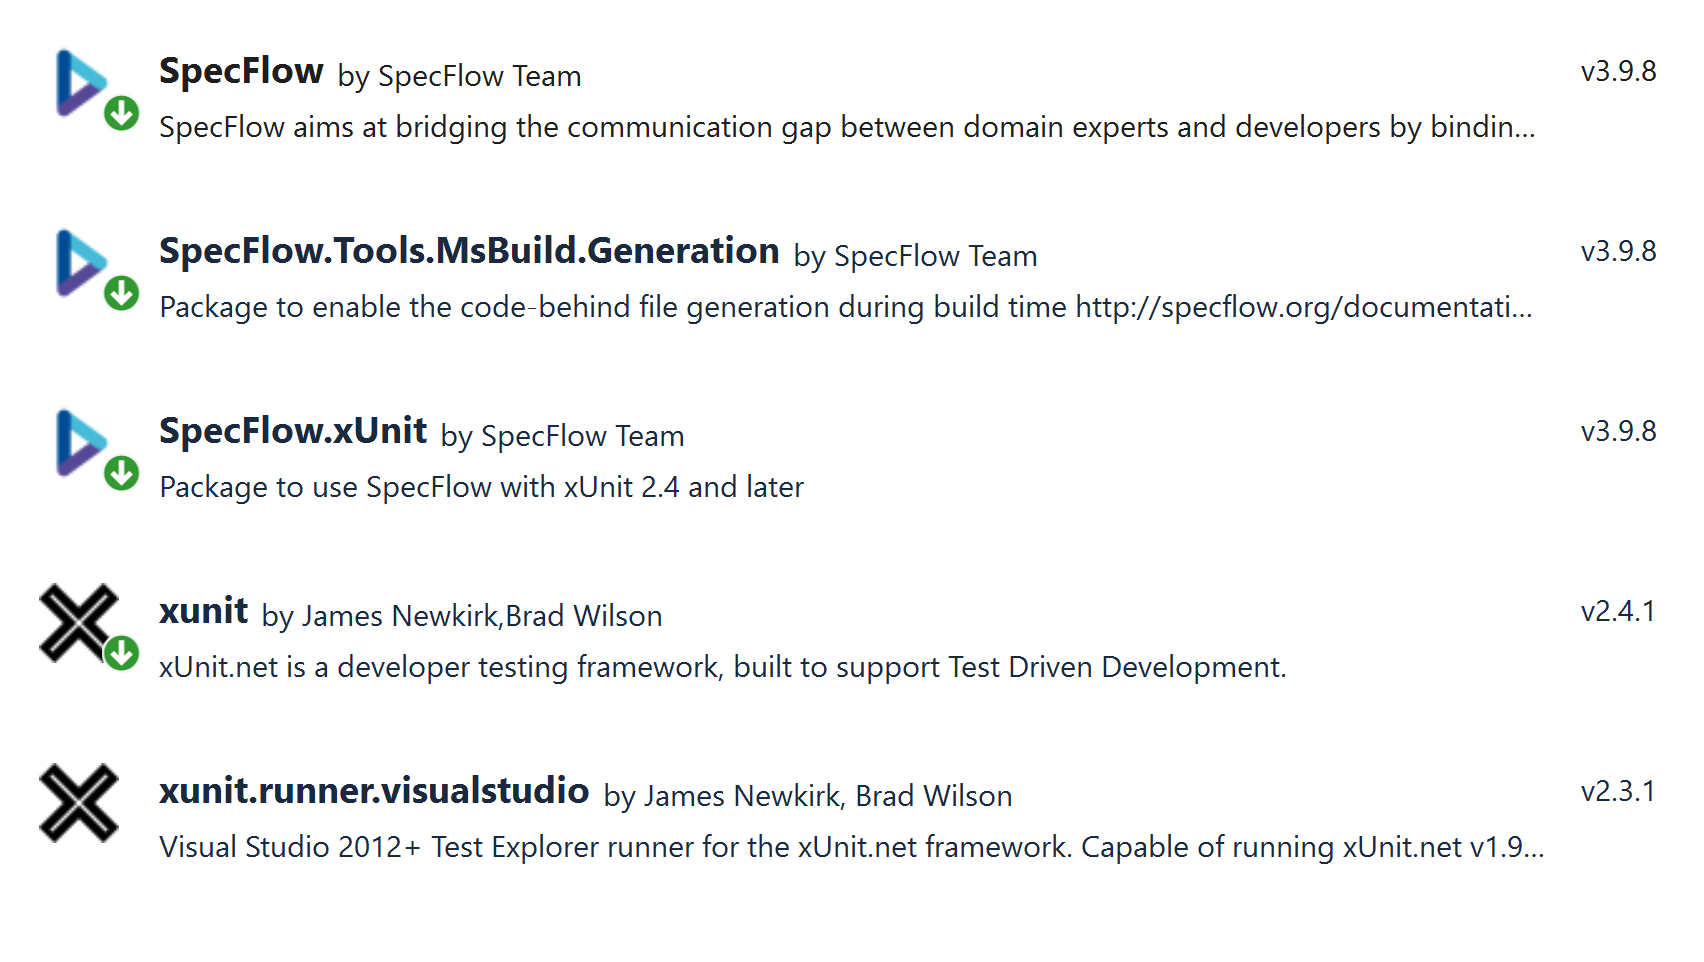 SpecFlow by SpecFlow Team v3.9.8
SpecFlow aims at bridging the communication gap between domain experts and developers by bindin...
SpecFlow.Tools.MsBuild.Generation by SpecFlow Team v3.9.8
Package to enable the code-behind file generation during build time http://specflow.org/documentati...
SpecFlow.xUnit by SpecFlow Team v3.9.8
Package to use SpecFlow with xUnit 2.4 and later
xunit by James Newkirk,Brad Wilson v2.4.1
xUnit.net is a developer testing framework, built to support Test Driven Development.
xunit.runner.visualstudio by James Newkirk, Brad Wilson v2.3.1
Visual Studio 2012+ Test Explorer runner for the xUnit.net framework. Capable of running xUnit.net v1.9...